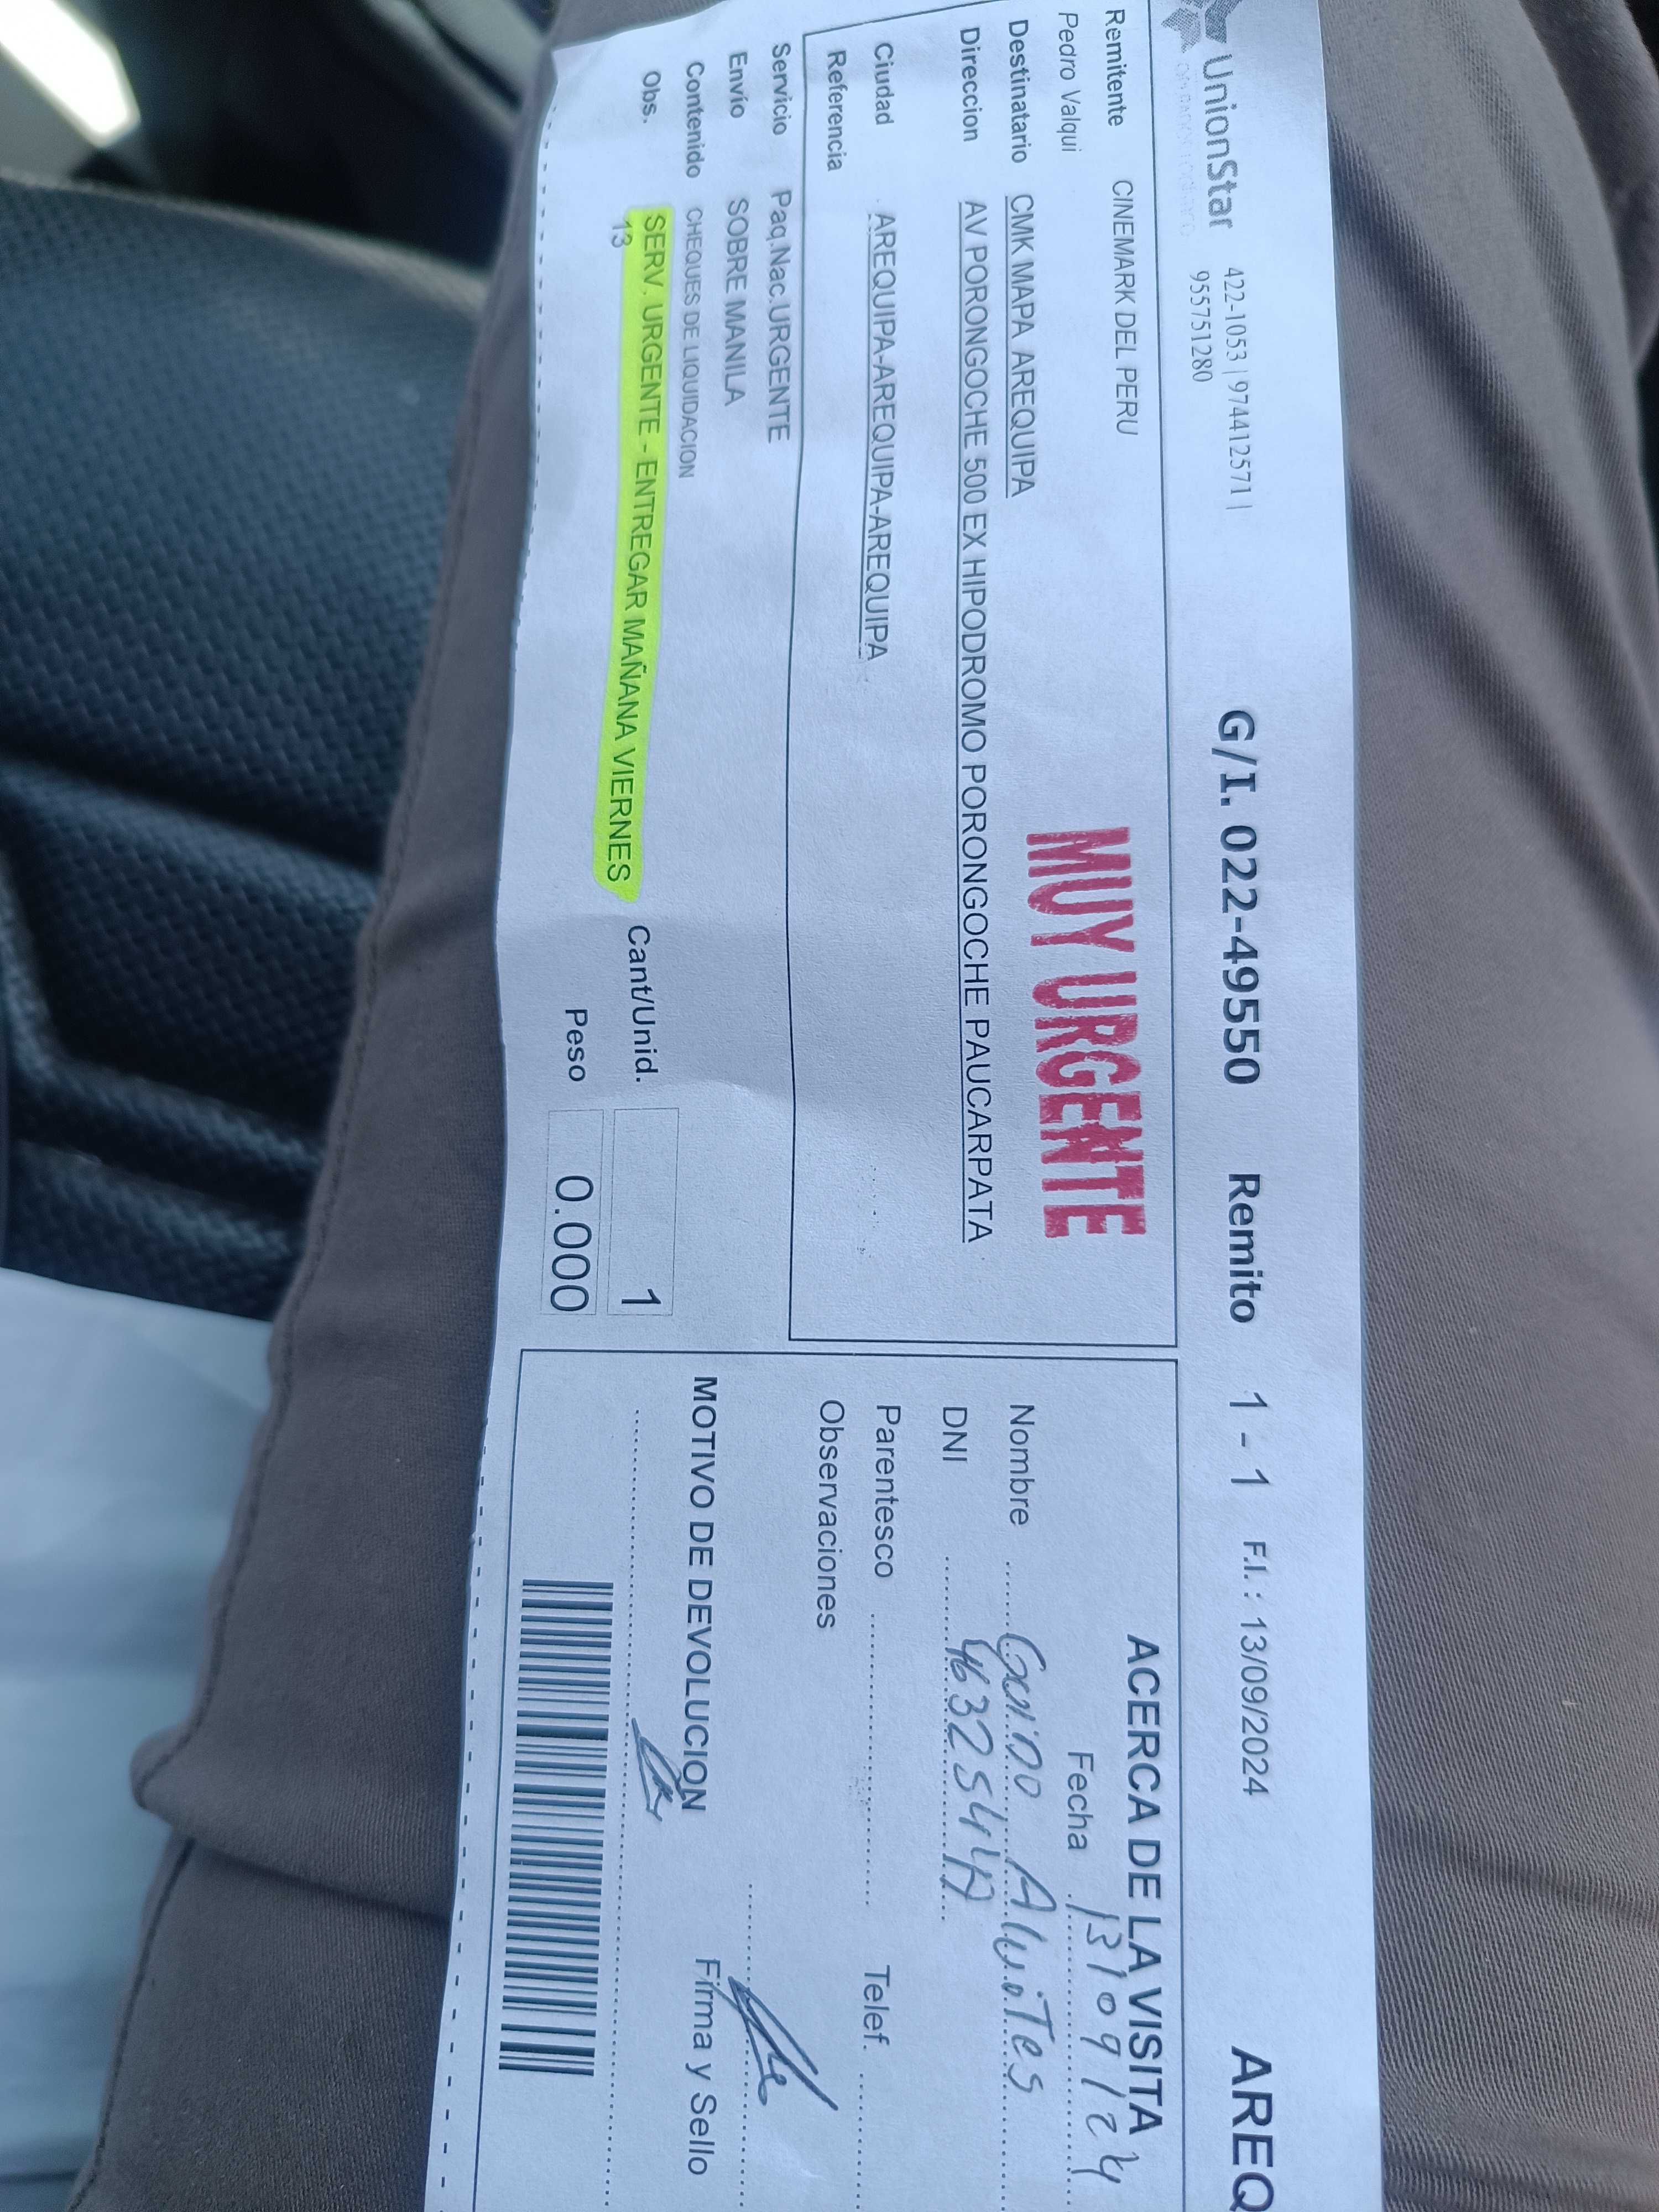 UnionStar 422-1053 | 974412571 |
955751280
G/I. 022-49550 Remito 1 - 1 F.I. : 13/09/2024 AREQ
Remitente CINEMARK DEL PERU
Pedro Valqui
MUY URGENTE
Destinatario CMK MAPA AREQUIPA
Direccion AV PORONGOCHE 500 EX HIPODROMO PORONGOCHE PAUCARPATA
Ciudad AREQUIPA-AREQUIPA-AREQUIPA
Referencia
Servicio Paq.Nac.URGENTE
Envío SOBRE MANILA
Contenido CHEQUES DE LIQUIDACION
Obs. SERV. URGENTE - ENTREGAR MAÑANA VIERNES
13
Cant/Unid. 1
Peso 0.000
ACERCA DE LA VISITA
Fecha 13/09/24
Nombre
DNI
Parentesco Telef.
Observaciones
MOTIVO DE DEVOLUCION Firma y Sello